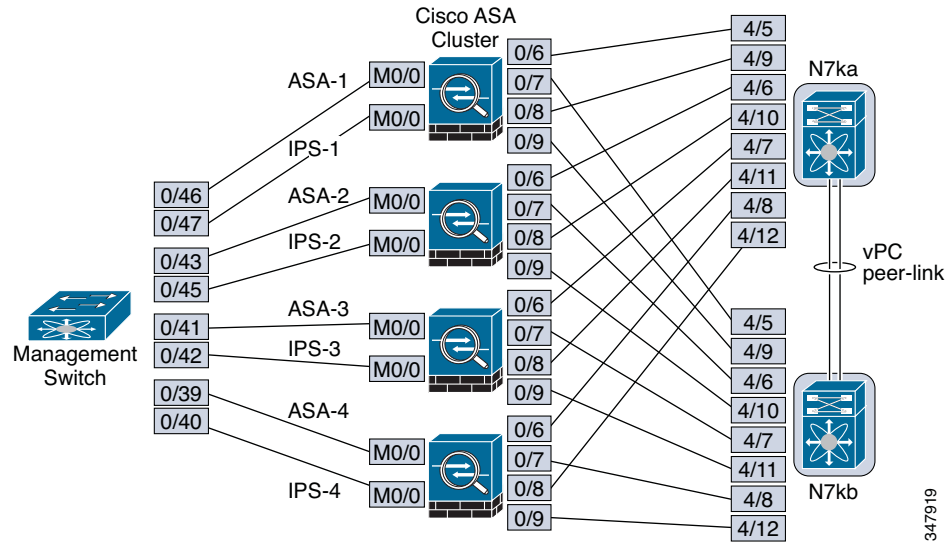 Cisco ASA
Cluster
ASA-1
M0/0
M0/0
IPS-1
0/6
0/7
0/8
0/9
ASA-2
M0/0
IPS-2
M0/0
0/6
0/7
0/8
0/9
ASA-3
M0/0
IPS-3
M0/0
0/6
0/7
0/8
0/9
ASA-4
M0/0
IPS-4
M0/0
0/6
0/7
0/8
0/9
0/46
0/47
0/43
0/45
0/41
0/42
0/39
0/40
Management
Switch
4/5
4/9
4/6
4/10
4/7
4/11
4/8
4/12
N7ka
vPC
peer-link
4/5
4/9
4/6
4/10
4/7
4/11
4/8
4/12
N7kb
347919